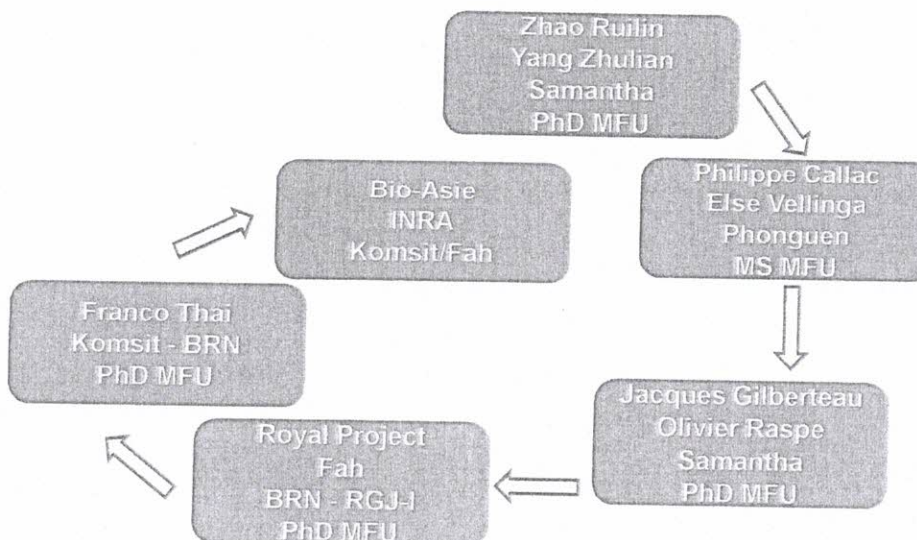 Zhao Ruilin
Yang Zhulian
Samantha
PhD MFU
Philippe Callac
Else Vellinga
Phonguen
MS MFU
Jacques Gilberteau
Olivier Raspe
Samantha
PhD MFU
Royal Project
Fah
BRN - RGJ-I
PhD MFU
Franco Thai
Komsit - BRN
PhD MFU
Bio-Asie
INRA
Komsit/Fah